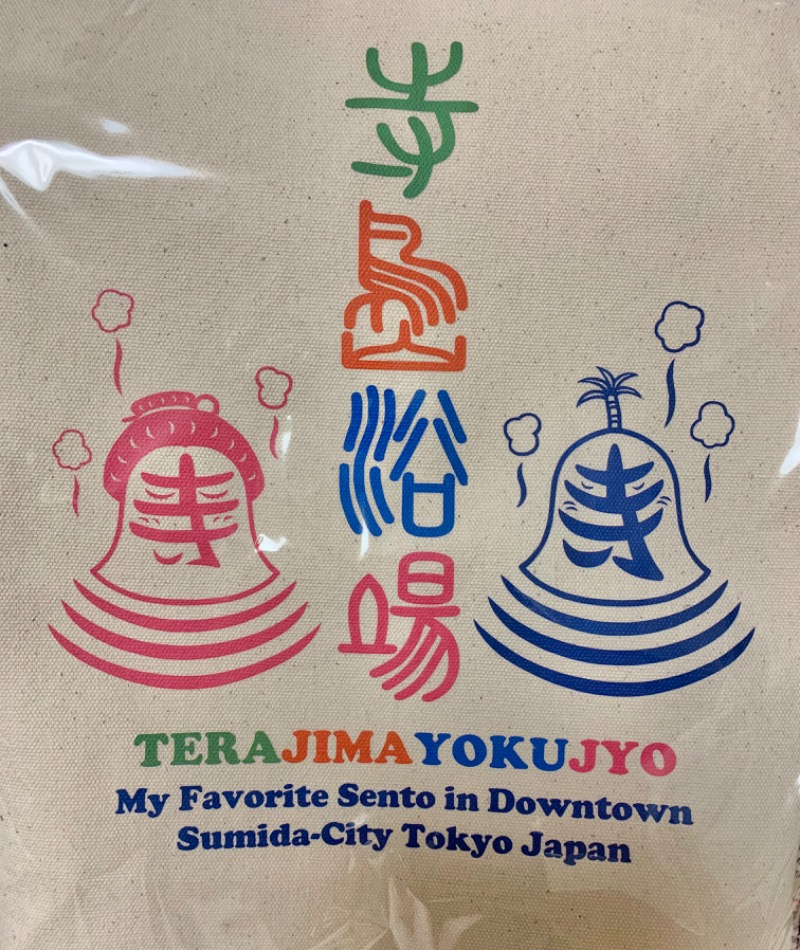 寺島浴場
寺
寺
TERAJIMAYOKUJYO
My Favorite Sento in Downtown
Sumida-City Tokyo Japan